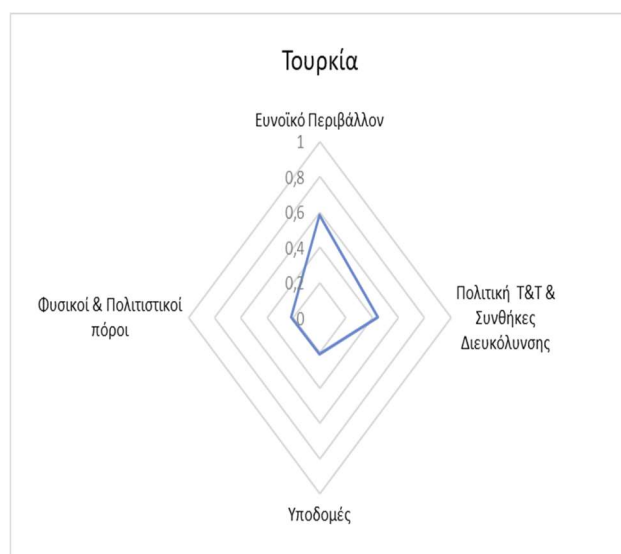 Τουρκία
Ευνοϊκό Περιβάλλον
1
0,8
0,6
0,4
0,2
0
Φυσικοί & Πολιτιστικοί
πόροι
Πολιτική Τ&Τ &
Συνθήκες
Διευκόλυνσης
Υποδομές